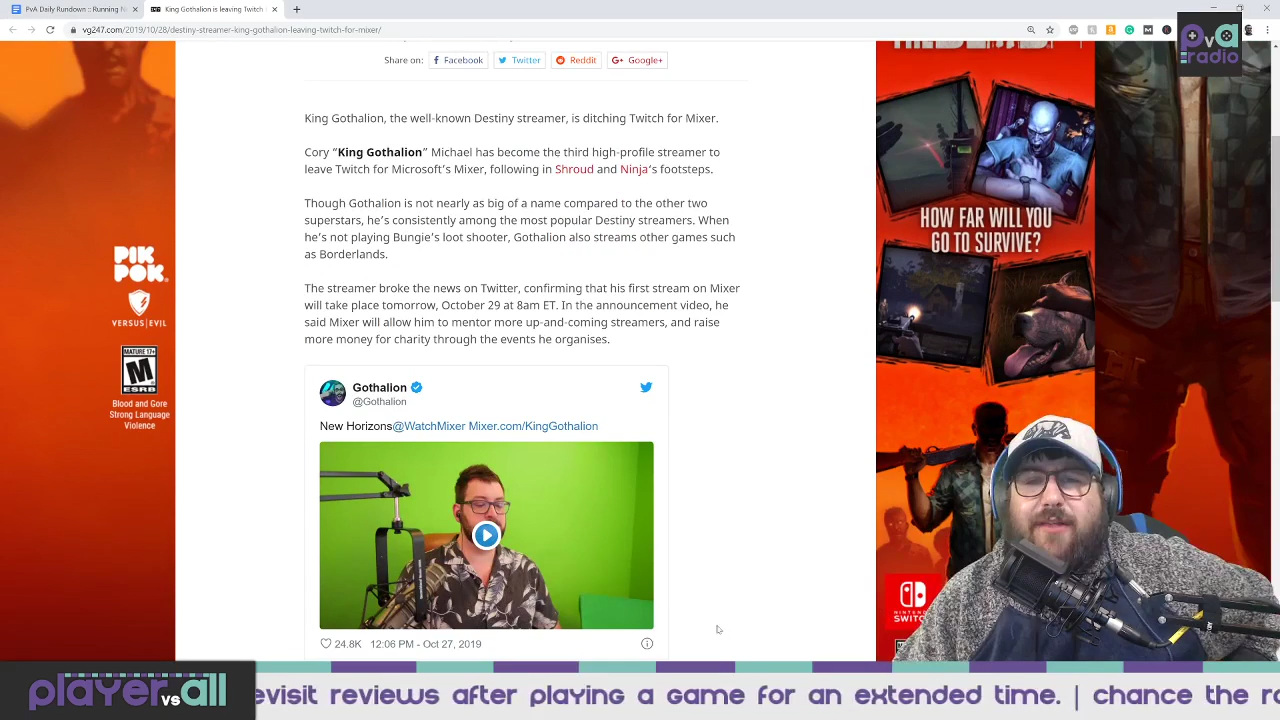 PvA Daily Rundown :: Running N
King Gothalion is leaving Twitch
vg247.com/2019/10/28/destiny-streamer-king-gothalion-leaving-twitch-for-mixer/
pva
radio
Share on:
Facebook
Twitter
Reddit
Google+
King Gothalion, the well-known Destiny streamer, is ditching Twitch for Mixer.
Cory “King Gothalion” Michael has become the third high-profile streamer to
leave Twitch for Microsoft’s Mixer, following in Shroud and Ninja‘s footsteps.
Though Gothalion is not nearly as big of a name compared to the other two
superstars, he’s consistently among the most popular Destiny streamers. When
he’s not playing Bungie’s loot shooter, Gothalion also streams other games such
as Borderlands.
The streamer broke the news on Twitter, confirming that his first stream on Mixer
will take place tomorrow, October 29 at 8am ET. In the announcement video, he
said Mixer will allow him to mentor more up-and-coming streamers, and raise
more money for charity through the events he organises.
Gothalion
@Gothalion
New Horizons@WatchMixer Mixer.com/KingGothalion
24.8K 12:06 PM - Oct 27, 2019
PIK
POK
VERSUS EVIL
MATURE 17+
M
ESRB
Blood and Gore
Strong Language
Violence
HOW FAR WILL YOU
GO TO SURVIVE?
NINTENDO
SWITCH
player
vs all
evisit reviews after playing a game for an extended time. | chance the ra